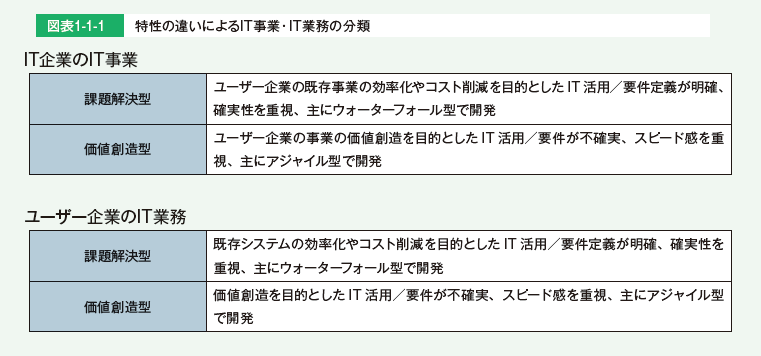 図表1-1-1 特性の違いによるIT事業・IT業務の分類
IT企業のIT事業
課題解決型
ユーザー企業の既存事業の効率化やコスト削減を目的としたIT活用／要件定義が明確、
確実性を重視、主にウォーターフォール型で開発
価値創造型
ユーザー企業の事業の価値創造を目的としたIT活用／要件が不確実、スピード感を重
視、主にアジャイル型で開発
ユーザー企業のIT業務
課題解決型
既存システムの効率化やコスト削減を目的としたIT活用／要件定義が明確、確実性を
重視、主にウォーターフォール型で開発
価値創造型
価値創造を目的としたIT活用／要件が不確実、スピード感を重視、主にアジャイル型
で開発